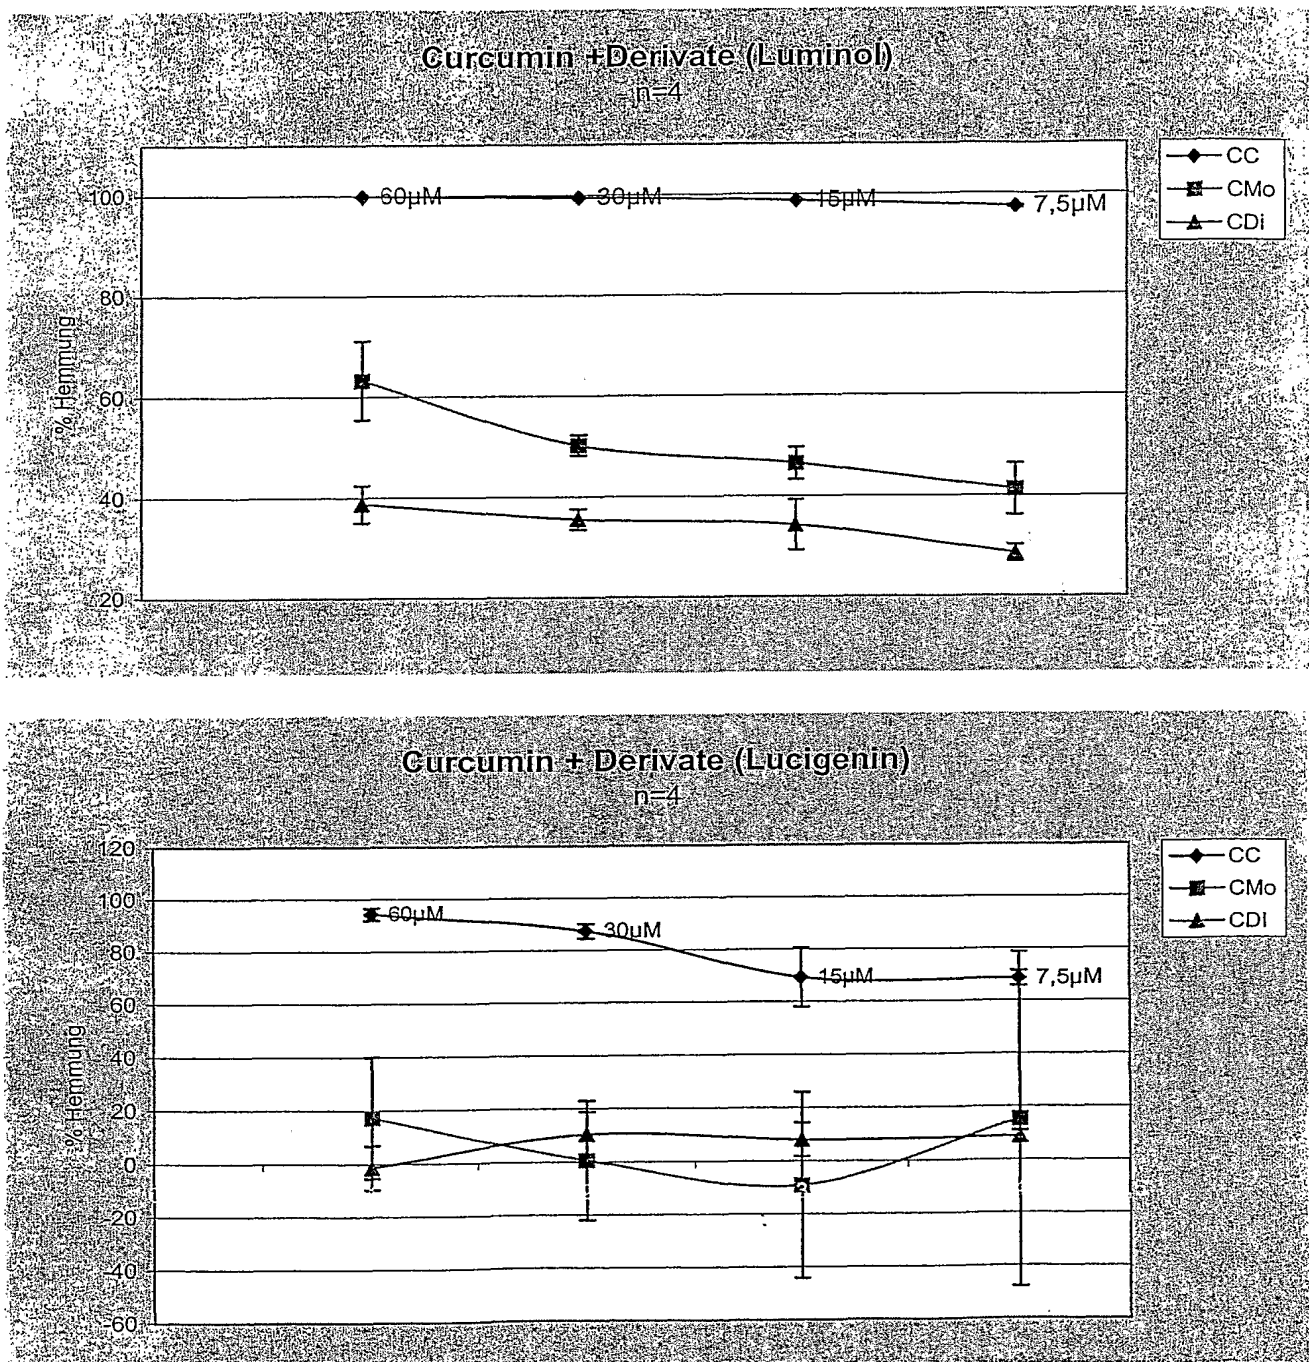 Curcumin +Derivate (Luminol)
n=4
CC
CMo
CDi
100
80
60
40
20
% Hemmung
60µM
30µM
15µM
7,5µM
Curcumin + Derivate (Lucigenin)
n=4
CC
CMo
CDI
120
100
80
60
40
20
0
-20
-40
-60
% Hemmung
60µM
30µM
15µM
7,5µM